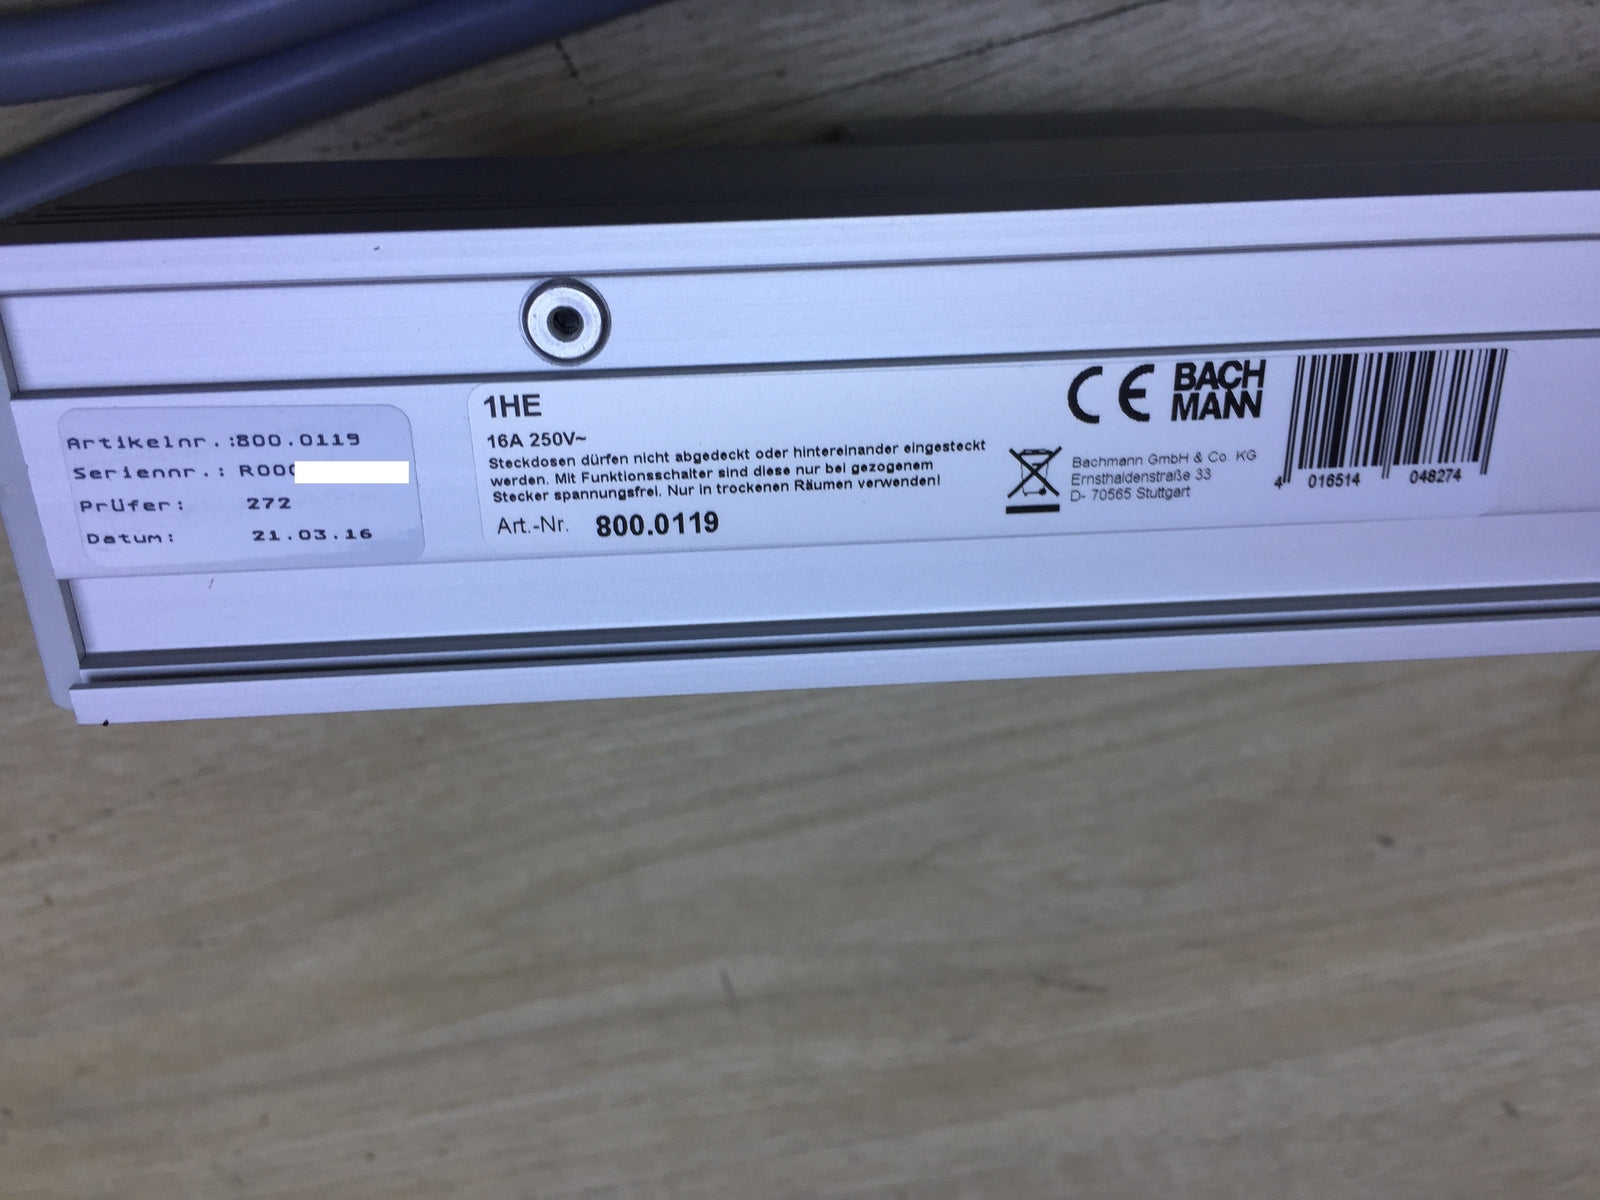 Artikelnr.:800.0119
Seriennr.: R000
Prüfer: 272
Datum: 21.03.16
1HE
16A 250V~
Steckdosen dürfen nicht abgedeckt oder hintereinander eingesteckt
werden. Mit Funktionsschalter sind diese nur bei gezogenem
Stecker spannungsfrei. Nur in trockenen Räumen verwenden!
Art.-Nr. 800.0119
CE
BACH
MANN
Bachmann GmbH & Co. KG
Ernsthaldenstraße 33
D- 70565 Stuttgart
4 016514 048274